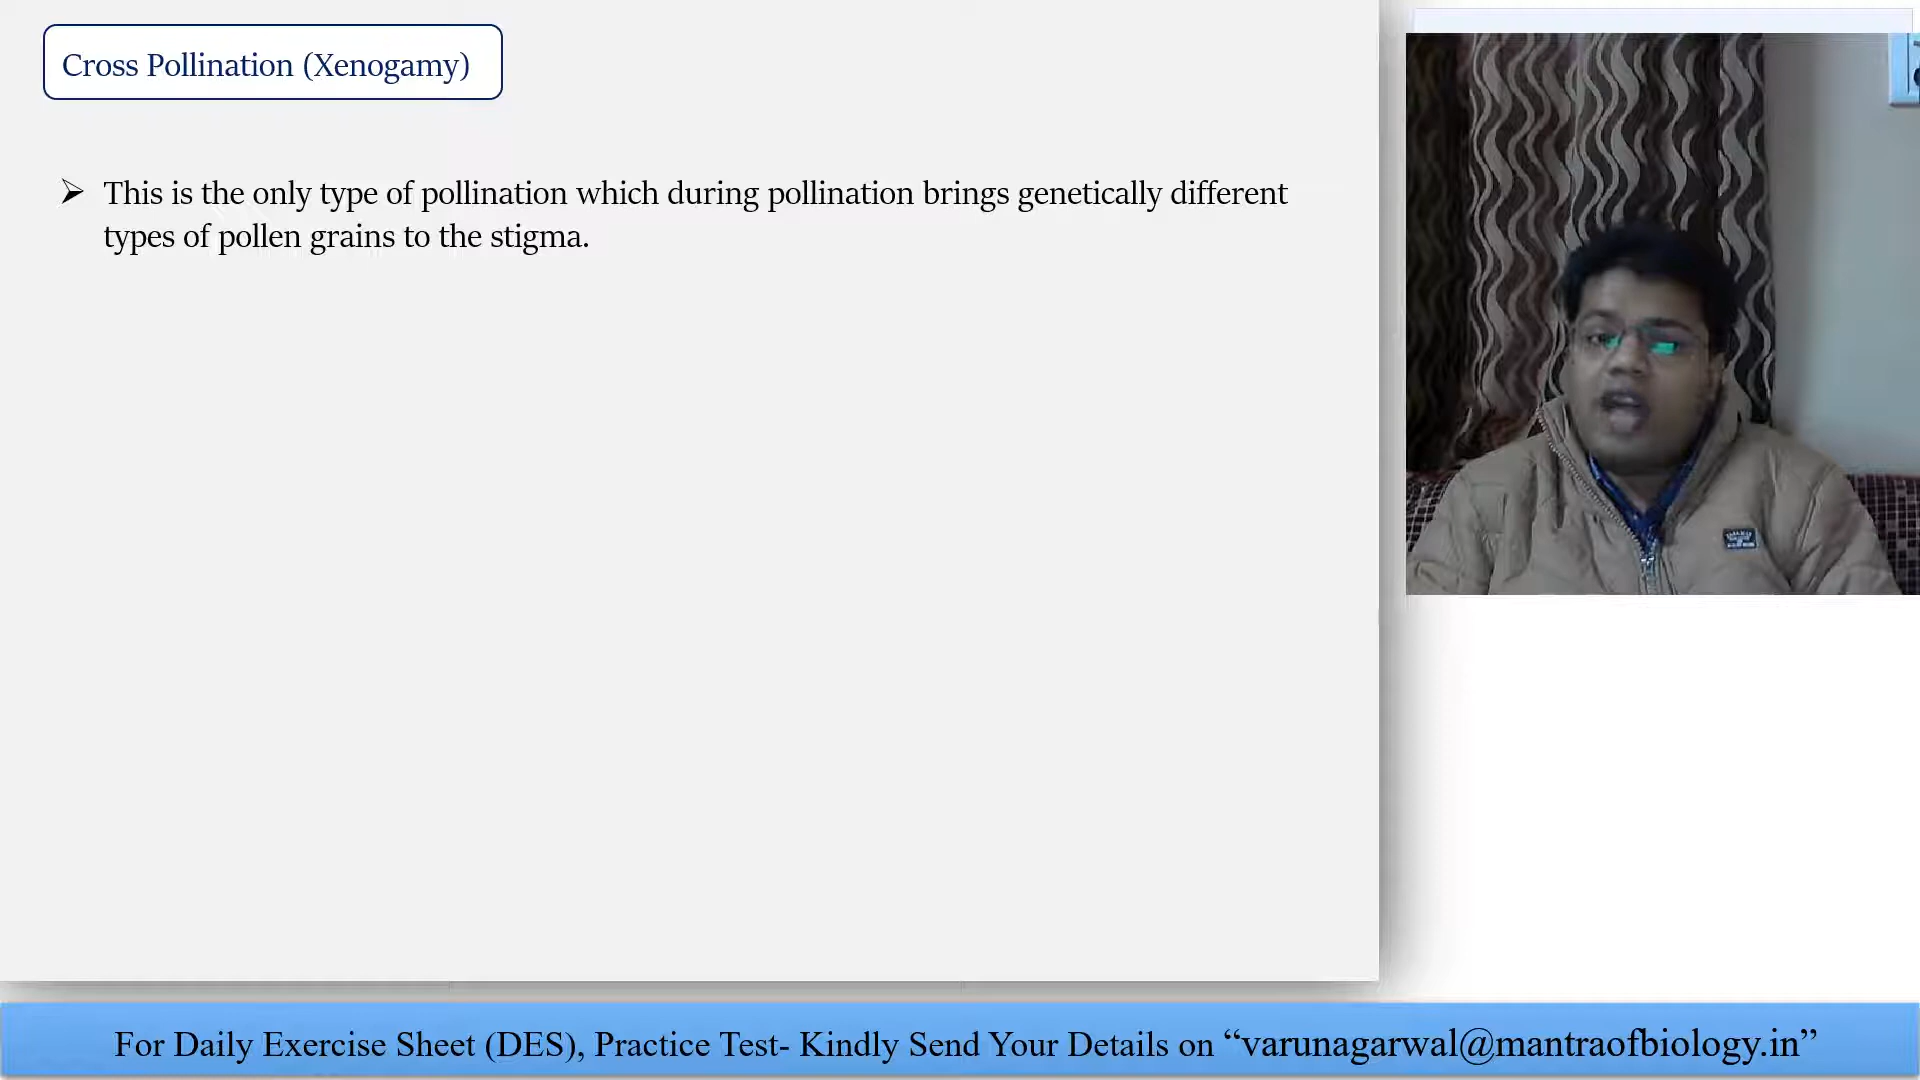 Cross Pollination (Xenogamy)
➢ This is the only type of pollination which during pollination brings genetically different
types of pollen grains to the stigma.
For Daily Exercise Sheet (DES), Practice Test- Kindly Send Your Details on “varunagarwal@mantraofbiology.in”